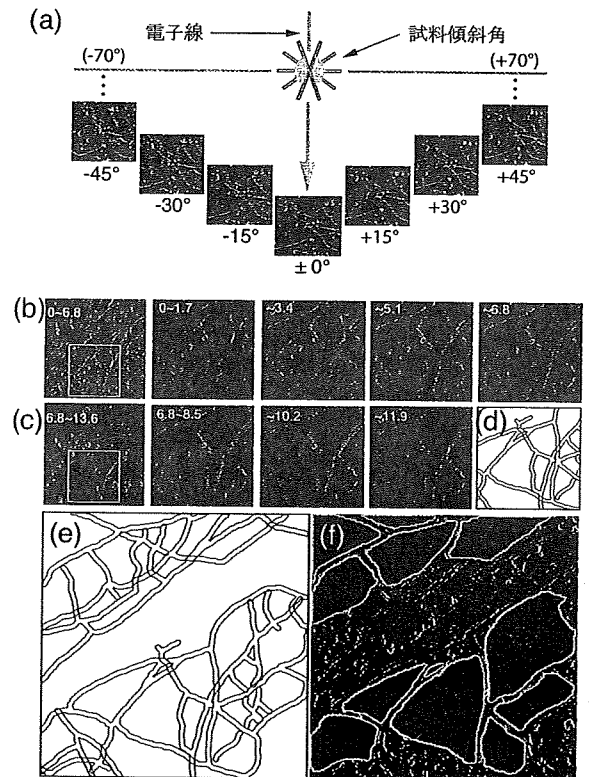 (a)
電子線
試料傾斜角
(-70°)
(+70°)
-45°
+45°
-30°
+30°
-15°
+15°
± 0°
(b)
0~6.8
0~1.7
~3.4
~5.1
~6.8
(c)
6.8~13.6
6.8~8.5
~10.2
~11.9
(d)
(e)
(f)